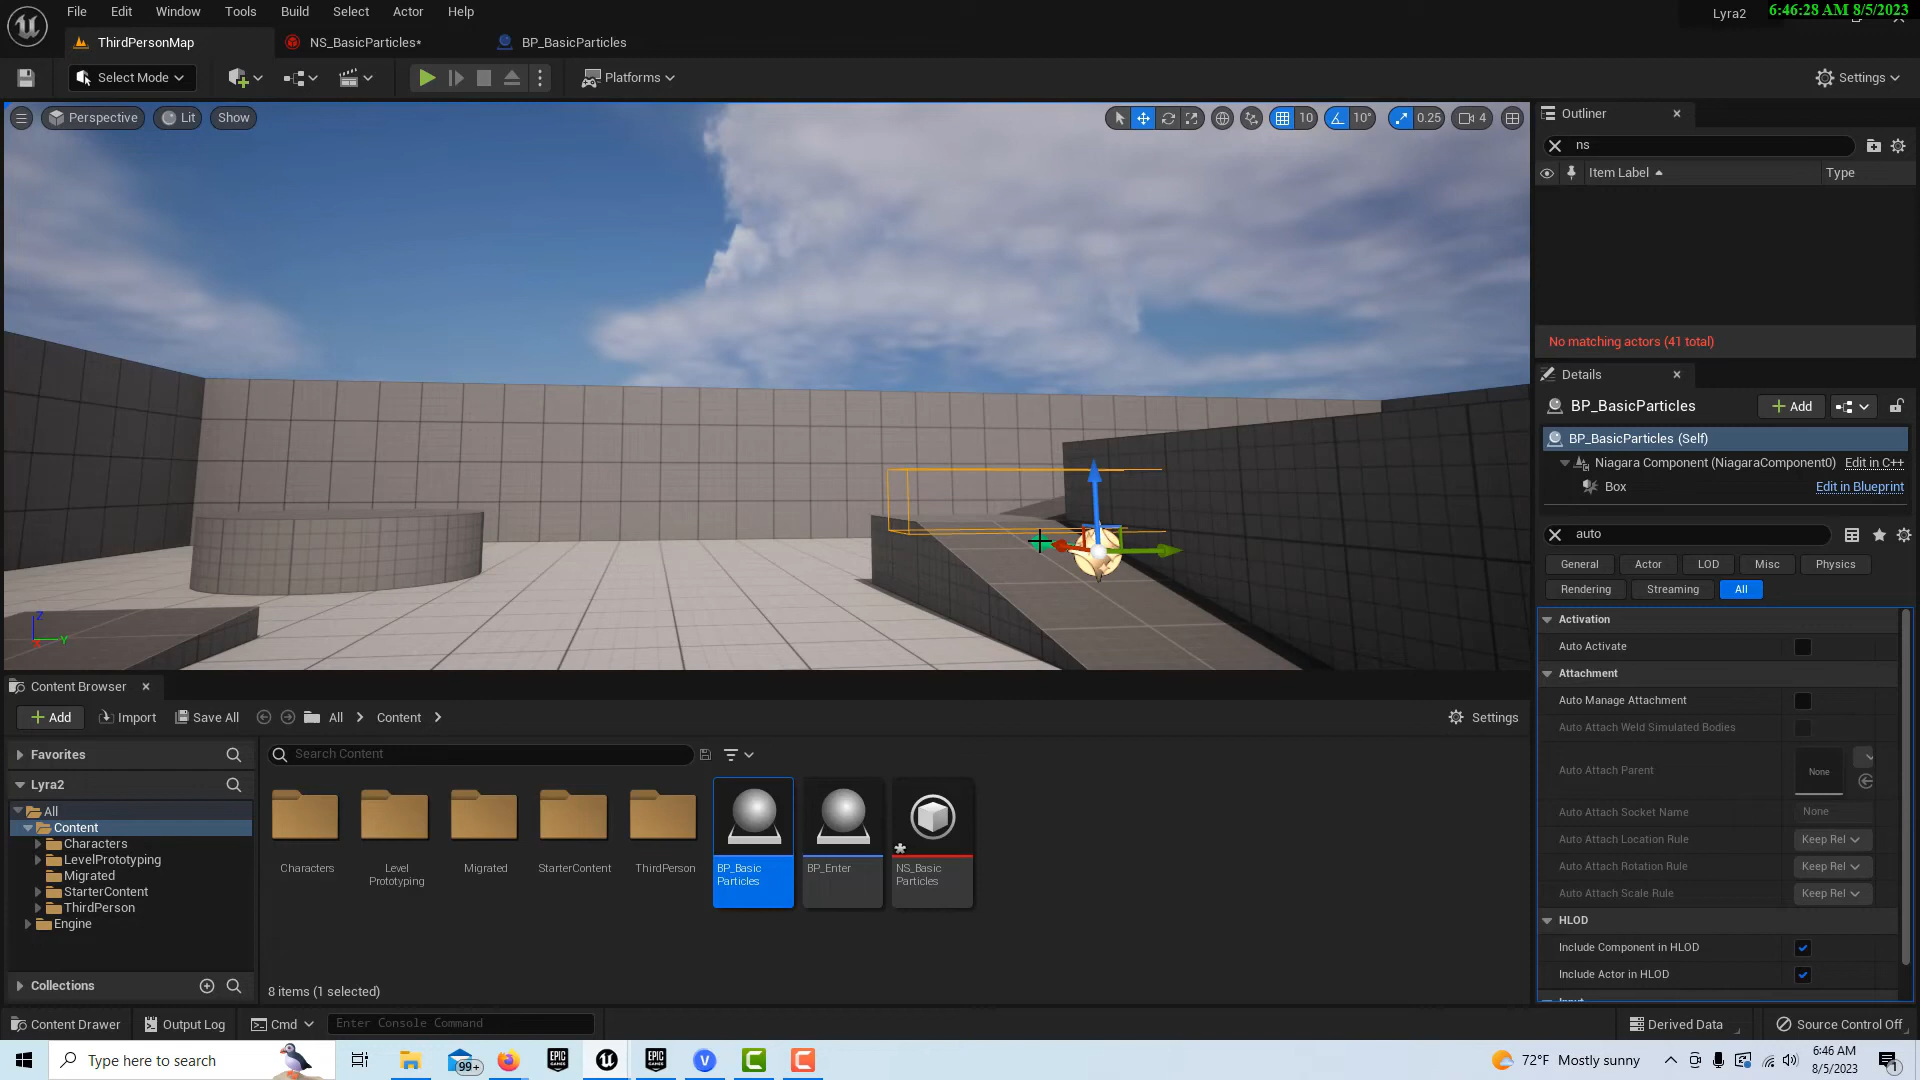 File Edit Window Tools Build Select Actor Help
Lyra2 6:46:28 AM 8/5/2023
ThirdPersonMap NS_BasicParticles* BP_BasicParticles
Select Mode Platforms Settings
Perspective Lit Show 10 10° 0.25 4
Outliner
ns
Item Label Type
No matching actors (41 total)
Details
BP_BasicParticles Add
BP_BasicParticles (Self)
Niagara Component (NiagaraComponent0) Edit in C++
Box Edit in Blueprint
auto
General Actor LOD Misc Physics
Rendering Streaming All
Activation
Auto Activate
Attachment
Auto Manage Attachment
Auto Attach Weld Simulated Bodies
Auto Attach Parent None
Auto Attach Socket Name None
Auto Attach Location Rule Keep Rel
Auto Attach Rotation Rule Keep Rel
Auto Attach Scale Rule Keep Rel
HLOD
Include Component in HLOD
Include Actor in HLOD
Z
Y
Content Browser
Add Import Save All All Content Settings
Favorites
Search Content
Lyra2
All
Content
Characters
LevelPrototyping
Migrated
StarterContent
ThirdPerson
Engine
Collections
Characters
Level
Prototyping
Migrated
StarterContent
ThirdPerson
BP_Basic
Particles
BP_Enter
NS_Basic
Particles
8 items (1 selected)
Content Drawer Output Log Cmd Enter Console Command Derived Data Source Control Off
Type here to search 99+ EPIC GAMES EPIC GAMES 72°F Mostly sunny 6:46 AM
8/5/2023 1